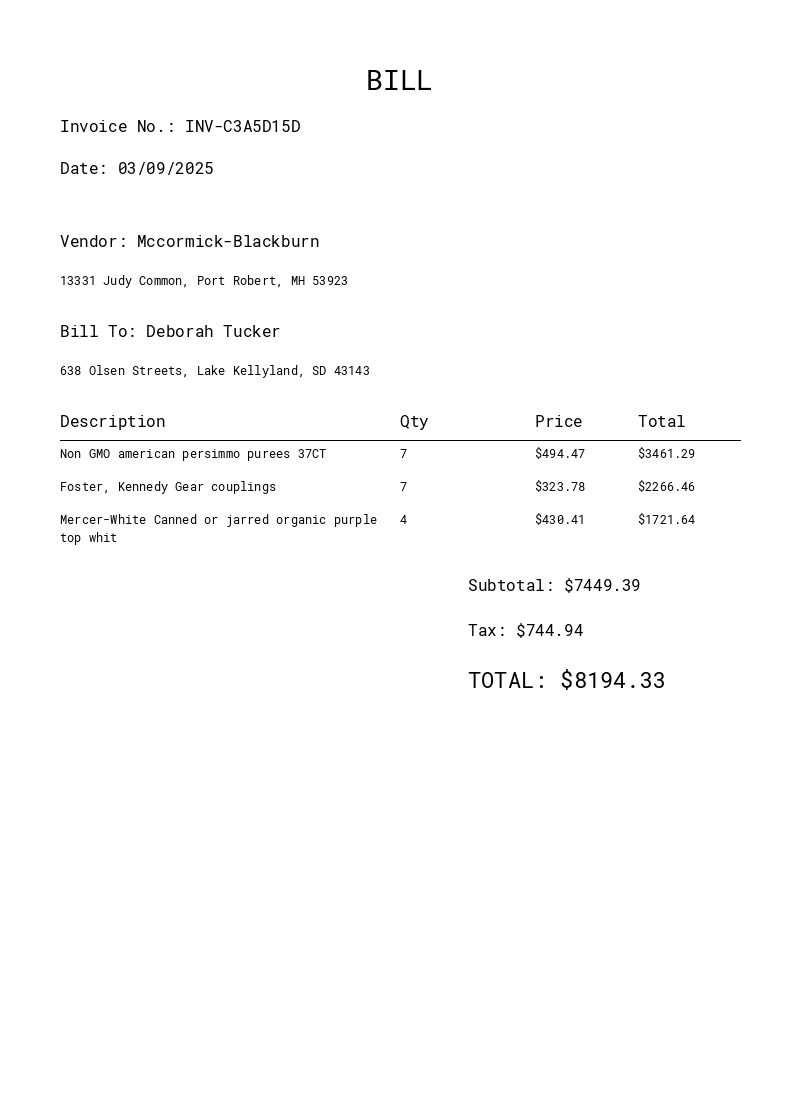 BILL
Invoice No.: INV-C3A5D15D
Date: 03/09/2025
Vendor: Mccormick-Blackburn
13331 Judy Common, Port Robert, MH 53923
Bill To: Deborah Tucker
638 Olsen Streets, Lake Kellyland, SD 43143
Description Qty Price Total
Non GMO american persimmo purees 37CT 7 $494.47 $3461.29
Foster, Kennedy Gear couplings 7 $323.78 $2266.46
Mercer-White Canned or jarred organic purple 4 $430.41 $1721.64
top whit
Subtotal: $7449.39
Tax: $744.94
TOTAL: $8194.33